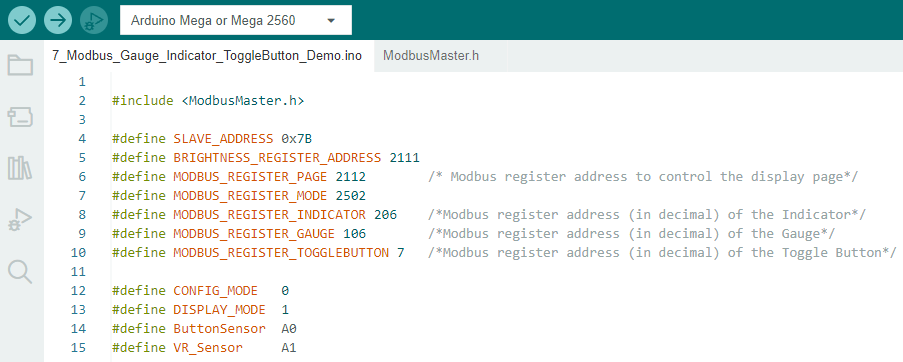 Arduino Mega or Mega 2560
7_Modbus_Gauge_Indicator_ToggleButton_Demo.ino ModbusMaster.h
1
2 #include <ModbusMaster.h>
3
4 #define SLAVE_ADDRESS 0x7B
5 #define BRIGHTNESS_REGISTER_ADDRESS 2111
6 #define MODBUS_REGISTER_PAGE 2112 /* Modbus register address to control the display page*/
7 #define MODBUS_REGISTER_MODE 2502
8 #define MODBUS_REGISTER_INDICATOR 206 /*Modbus register address (in decimal) of the Indicator*/
9 #define MODBUS_REGISTER_GAUGE 106 /*Modbus register address (in decimal) of the Gauge*/
10 #define MODBUS_REGISTER_TOGGLEBUTTON 7 /*Modbus register address (in decimal) of the Toggle Button*/
11
12 #define CONFIG_MODE 0
13 #define DISPLAY_MODE 1
14 #define ButtonSensor A0
15 #define VR_Sensor A1